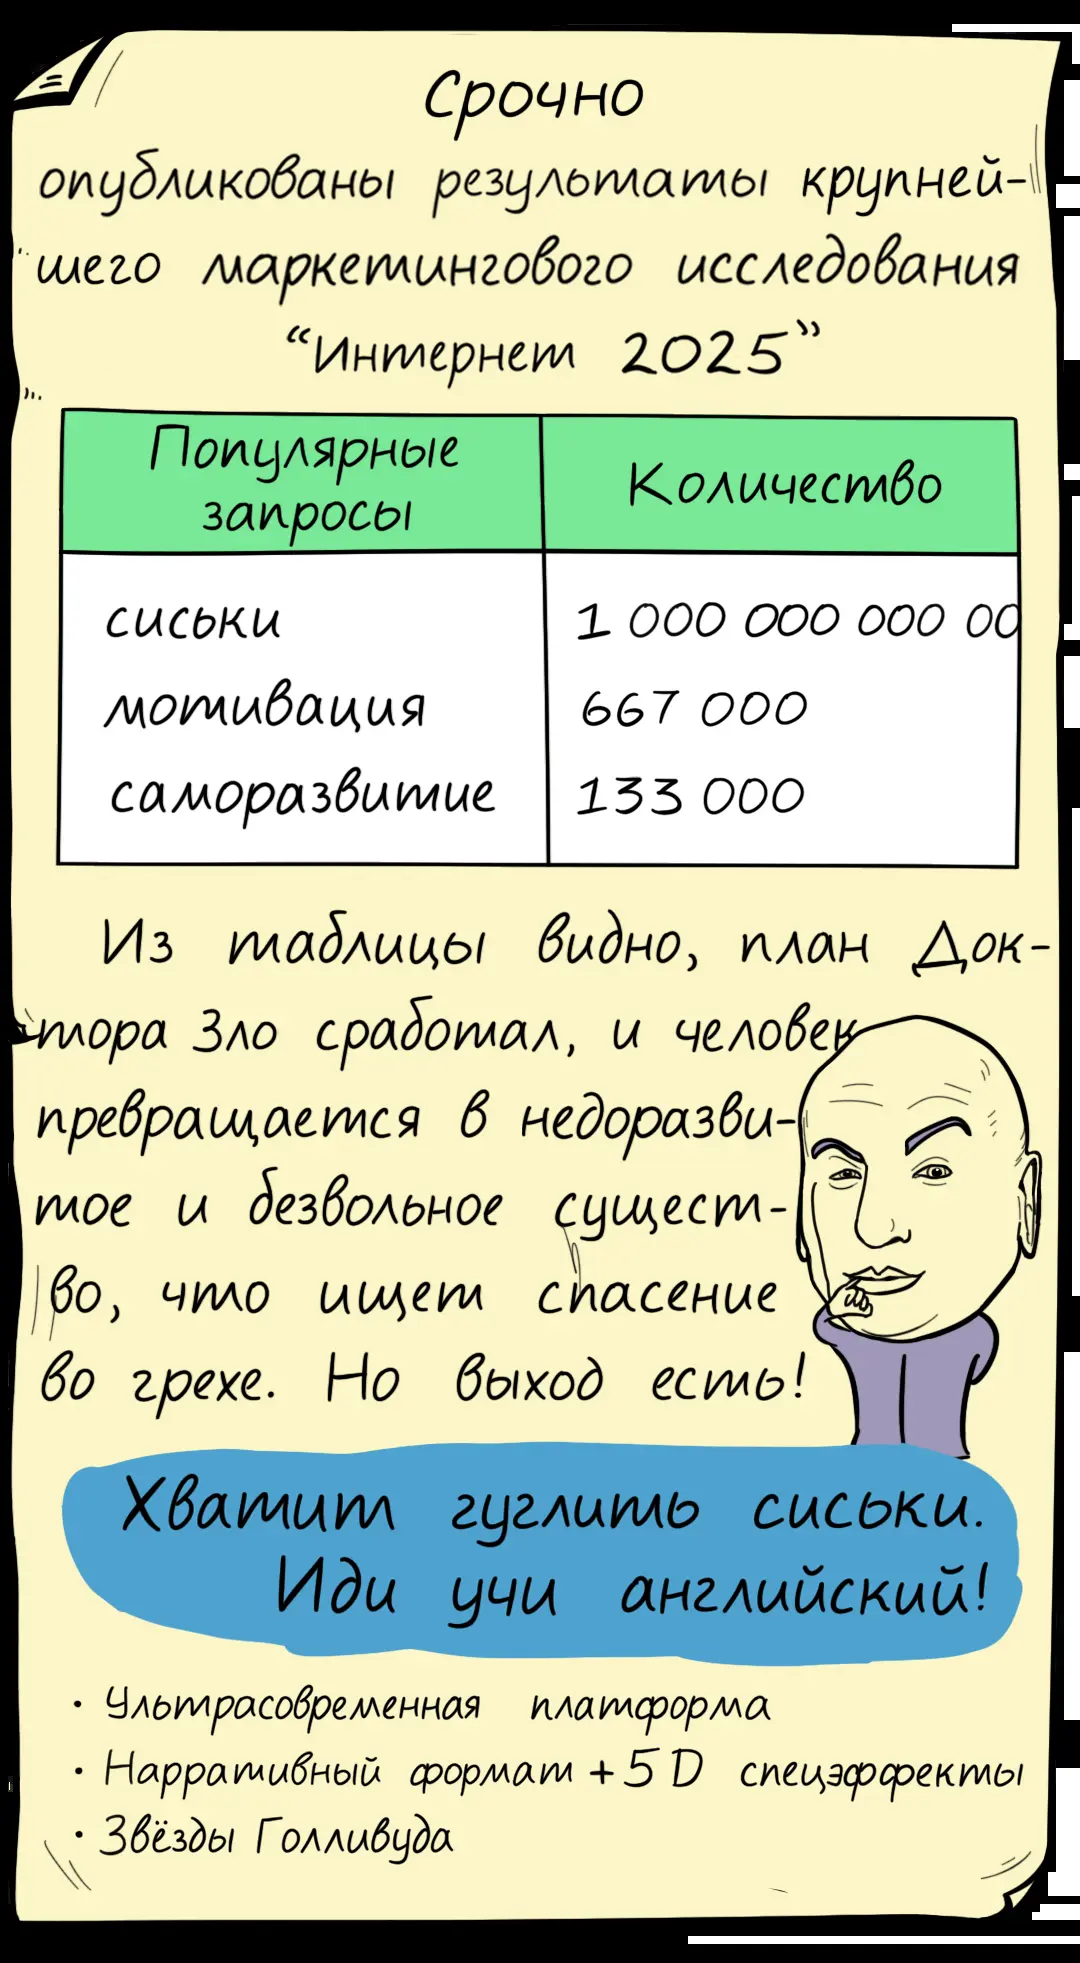 Срочно
опубликованы результаты крупней-
шего маркетингового исследования
“Интернет 2025”
Популярные
запросы
Количество
сиськи 1 000 000 000 00
мотивация 667 000
саморазвитие 133 000
Из таблицы видно, план Док-
тора Зло сработал, и человек
превращается в недоразви-
тое и безвольное сущест-
во, что ищет спасение
во грехе. Но выход есть!
Хватит гуглить сиськи.
Иди учи английский!
· Ультрасовременная платформа
· Нарративный формат + 5D спецэффекты
· Звёзды Голливуда